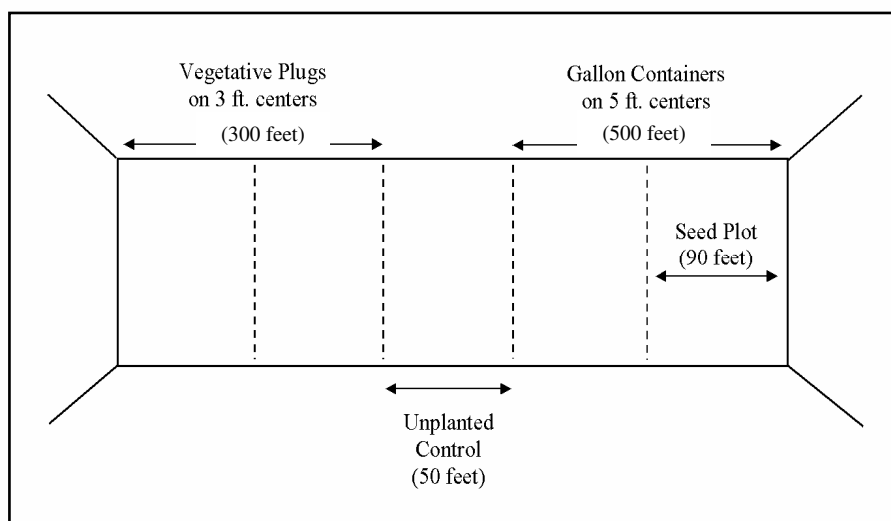 Vegetative Plugs
on 3 ft. centers
(300 feet)
Gallon Containers
on 5 ft. centers
(500 feet)
Seed Plot
(90 feet)
Unplanted
Control
(50 feet)